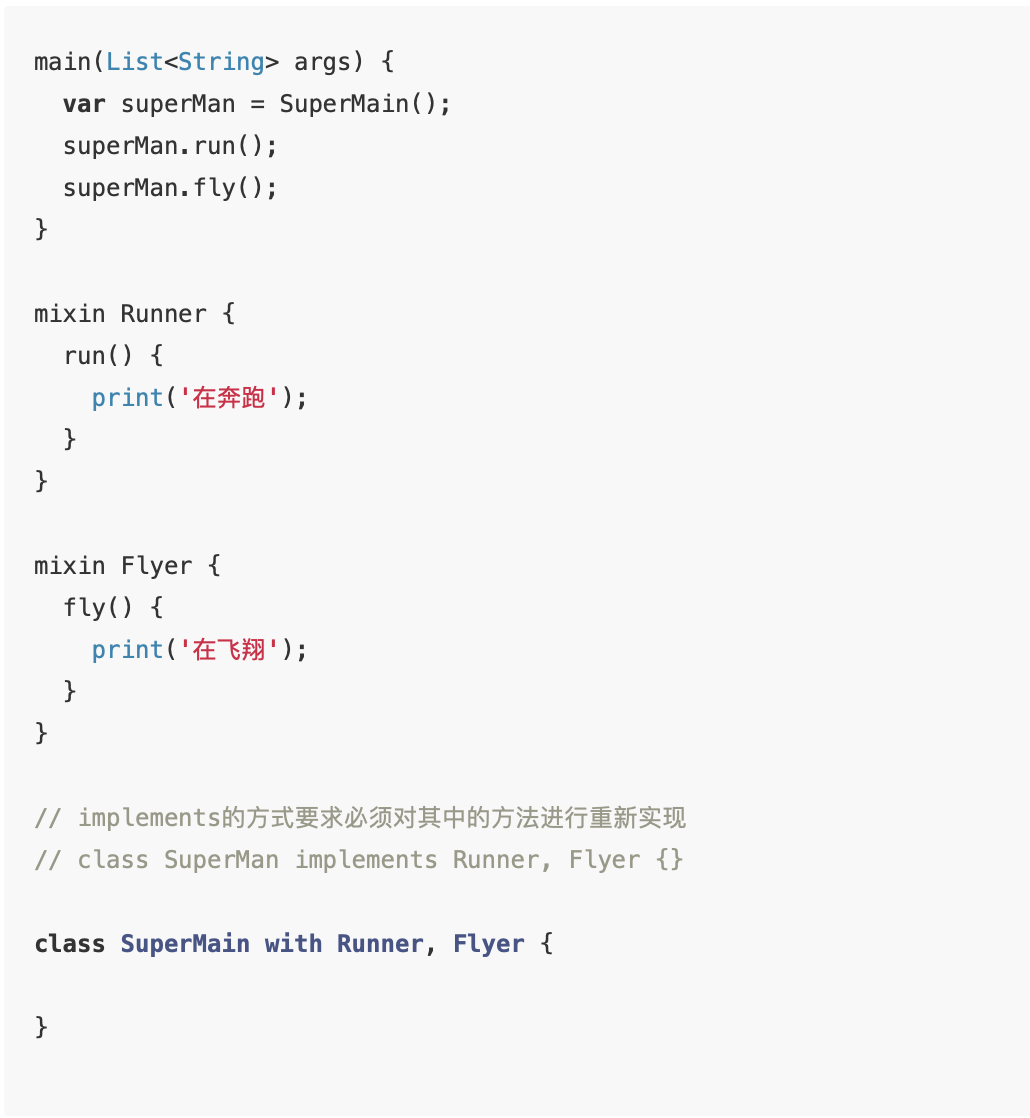 main(List<String> args) {
  var superMan = SuperMain();
  superMan.run();
  superMan.fly();
}
mixin Runner {
  run() {
    print('在奔跑');
  }
}
mixin Flyer {
  fly() {
    print('在飞翔');
  }
}
// implements的方式要求必须对其中的方法进行重新实现
// class SuperMan implements Runner, Flyer {}
class SuperMain with Runner, Flyer {
}